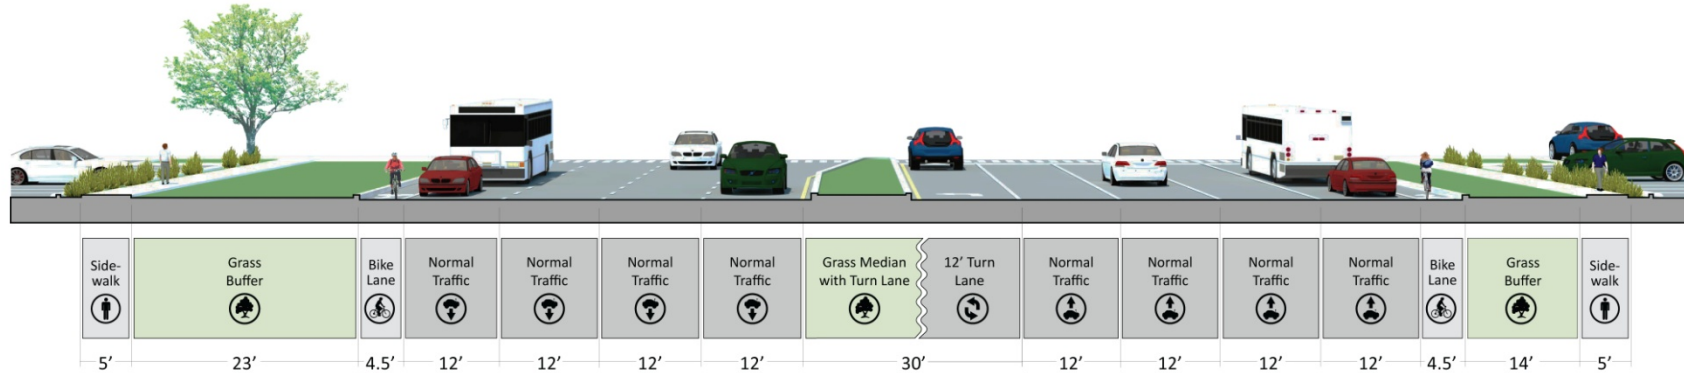 Side-
walk
Grass
Buffer
Bike
Lane
Normal
Traffic
Normal
Traffic
Normal
Traffic
Normal
Traffic
Grass Median
with Turn Lane
12’ Turn
Lane
Normal
Traffic
Normal
Traffic
Normal
Traffic
Normal
Traffic
Bike
Lane
Grass
Buffer
Side-
walk
5’ 23’ 4.5’ 12’ 12’ 12’ 12’ 30’ 12’ 12’ 12’ 12’ 4.5’ 14’ 5’